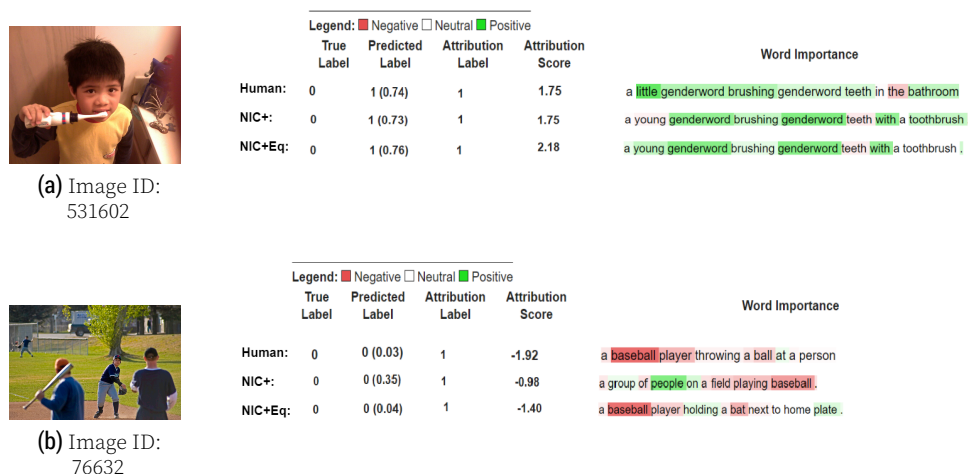 Legend: Negative Neutral Positive
True Label Predicted Label Attribution Label Attribution Score Word Importance
Human: 0 1 (0.74) 1 1.75 a little genderword brushing genderword teeth in the bathroom
NIC+: 0 1 (0.73) 1 1.75 a young genderword brushing genderword teeth with a toothbrush
NIC+Eq: 0 1 (0.76) 1 2.18 a young genderword brushing genderword teeth with a toothbrush .
(a) Image ID:
531602
Legend: Negative Neutral Positive
True Label Predicted Label Attribution Label Attribution Score Word Importance
Human: 0 0 (0.03) 1 -1.92 a baseball player throwing a ball at a person
NIC+: 0 0 (0.35) 1 -0.98 a group of people on a field playing baseball .
NIC+Eq: 0 0 (0.04) 1 -1.40 a baseball player holding a bat next to home plate .
(b) Image ID:
76632